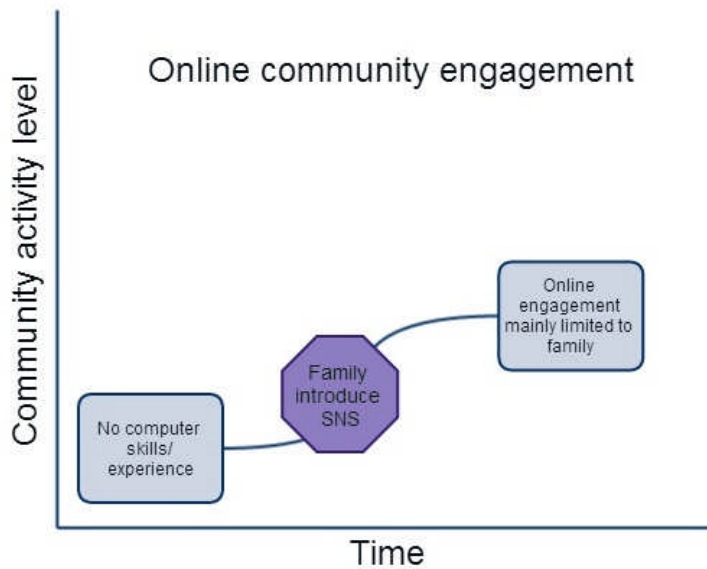 Online community engagement
Community activity level
Online
engagement
mainly limited to
family
Family
introduce
SNS
No computer
skills/
experience
Time